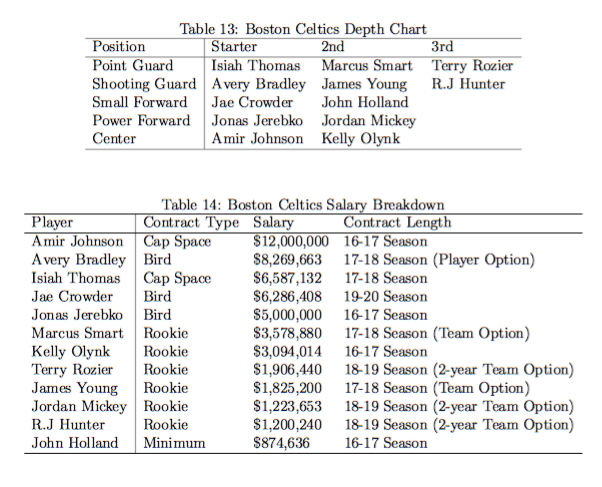 Table 13: Boston Celtics Depth Chart
Position Starter 2nd 3rd
Point Guard Isiah Thomas Marcus Smart Terry Rozier
Shooting Guard Avery Bradley James Young R.J Hunter
Small Forward Jae Crowder John Holland
Power Forward Jonas Jerebko Jordan Mickey
Center Amir Johnson Kelly Olynk
Table 14: Boston Celtics Salary Breakdown
Player Contract Type Salary Contract Length
Amir Johnson Cap Space $12,000,000 16-17 Season
Avery Bradley Bird $8,269,663 17-18 Season (Player Option)
Isiah Thomas Cap Space $6,587,132 17-18 Season
Jae Crowder Bird $6,286,408 19-20 Season
Jonas Jerebko Bird $5,000,000 16-17 Season
Marcus Smart Rookie $3,578,880 17-18 Season (Team Option)
Kelly Olynk Rookie $3,094,014 16-17 Season
Terry Rozier Rookie $1,906,440 18-19 Season (2-year Team Option)
James Young Rookie $1,825,200 17-18 Season (Team Option)
Jordan Mickey Rookie $1,223,653 18-19 Season (2-year Team Option)
R.J Hunter Rookie $1,200,240 18-19 Season (2-year Team Option)
John Holland Minimum $874,636 16-17 Season